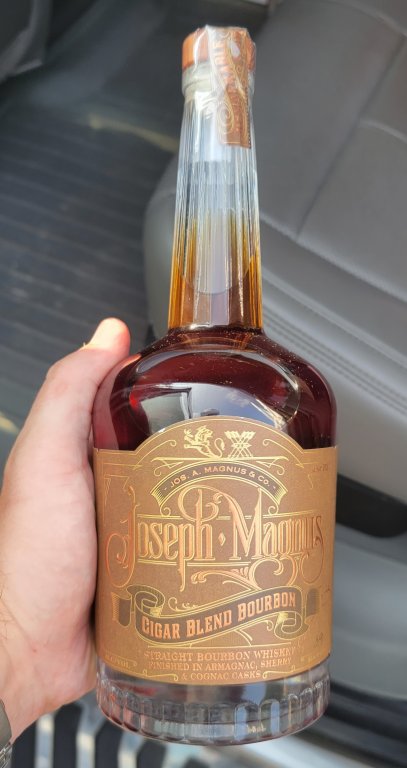 JOS. A. MAGNUS & CO.
Joseph Magnus
CIGAR BLEND BOURBON
STRAIGHT BOURBON WHISKEY
FINISHED IN ARMAGNAC, SHERRY
& COGNAC CASKS